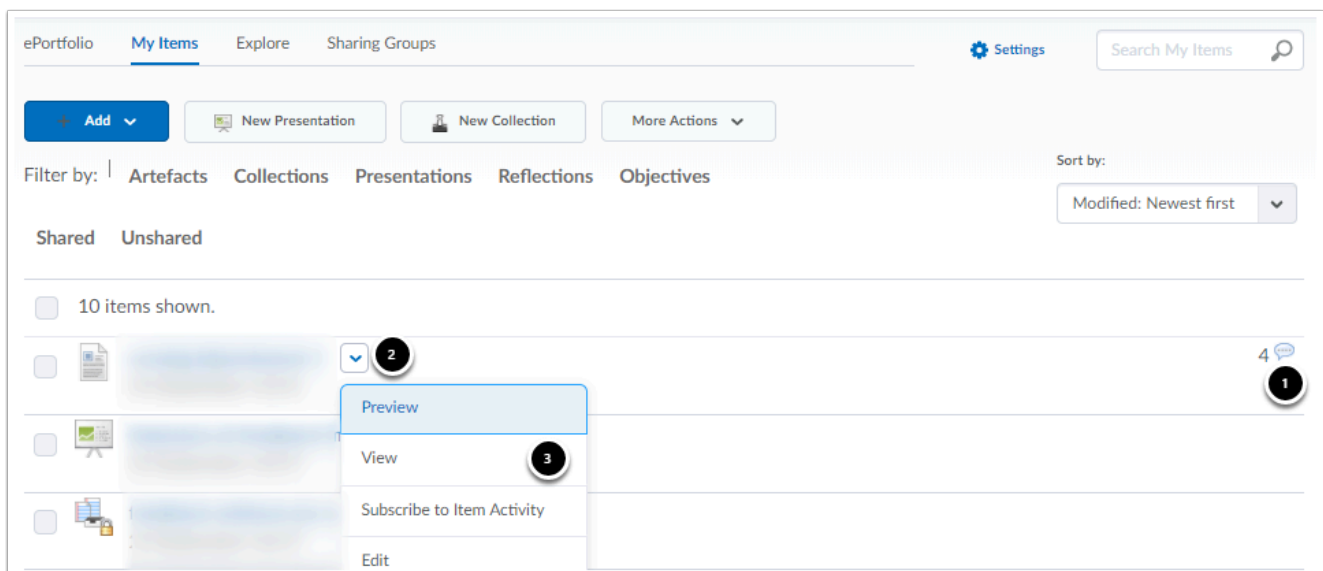 ePortfolio My Items Explore Sharing Groups Settings Search My Items
Add New Presentation New Collection More Actions
Sort by:
Filter by: Artefacts Collections Presentations Reflections Objectives
Modified: Newest first
Shared Unshared
10 items shown.
2
4
1
Preview
View 3
Subscribe to Item Activity
Edit